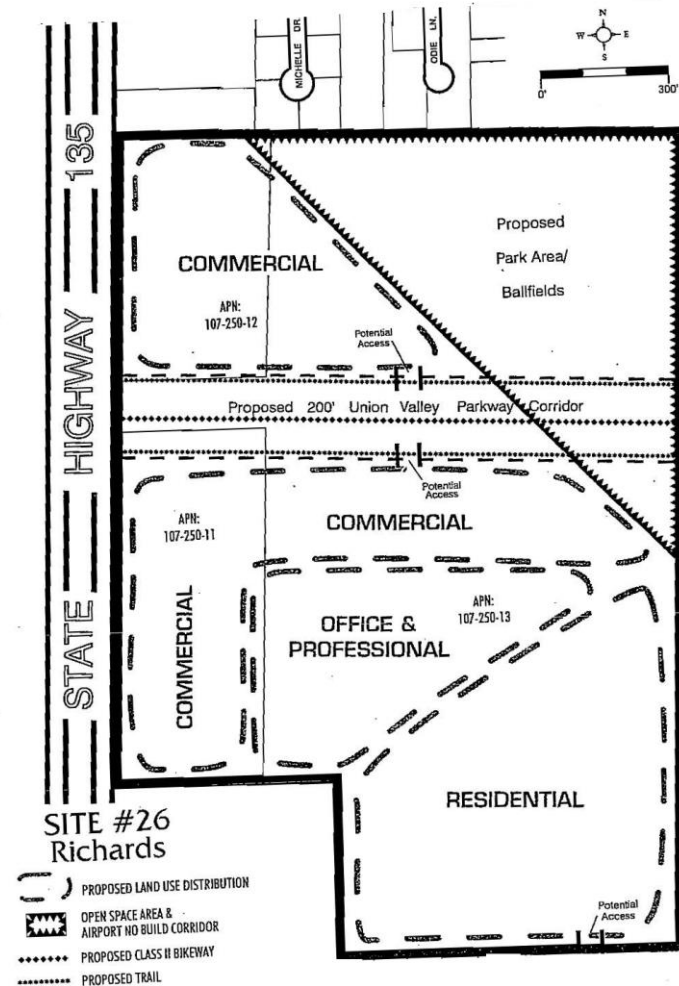 MICHELLE DR.
ODIE LN.
N
W
E
S
0'
300'
STATE HIGHWAY 135
Proposed
Park Area/
Ballfields
COMMERCIAL
APN:
107-250-12
Potential
Access
Proposed 200' Union Valley Parkway Corridor
Potential
Access
APN:
107-250-11
COMMERCIAL
COMMERCIAL
APN:
107-250-13
OFFICE &
PROFESSIONAL
RESIDENTIAL
Potential
Access
SITE #26
Richards
PROPOSED LAND USE DISTRIBUTION
OPEN SPACE AREA &
AIRPORT NO BUILD CORRIDOR
PROPOSED CLASS II BIKEWAY
PROPOSED TRAIL